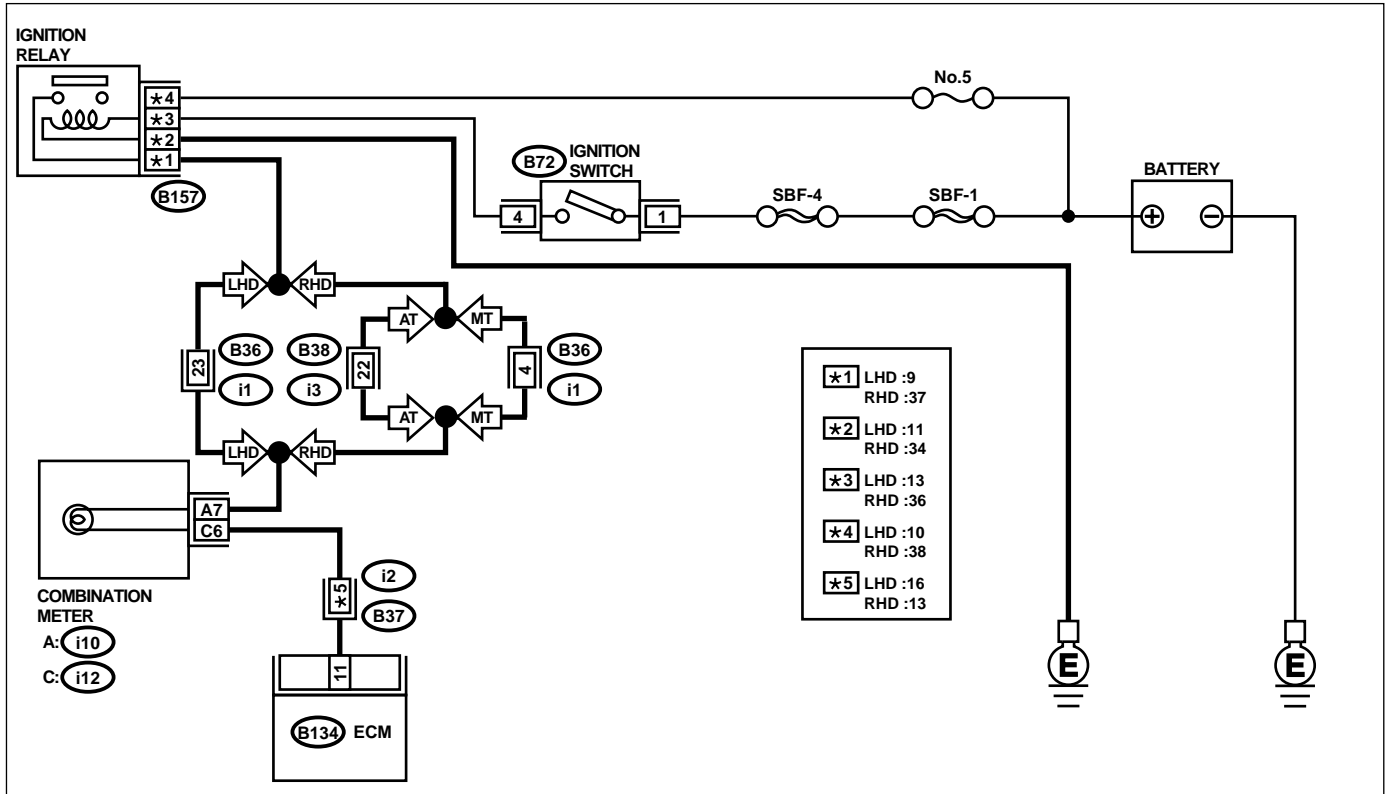 IGNITION
RELAY
*4
*3
*2
*1
B157
No.5
B72
IGNITION
SWITCH
4
1
SBF-4
SBF-1
BATTERY
+
−
LHD
RHD
AT
MT
23
B36
i1
B38
i3
22
4
B36
i1
AT
MT
LHD
RHD
A7
C6
COMBINATION
METER
A: i10
C: i12
*5
i2
B37
11
B134 ECM
*1 LHD :9
RHD :37
*2 LHD :11
RHD :34
*3 LHD :13
RHD :36
*4 LHD :10
RHD :38
*5 LHD :16
RHD :13
E
E